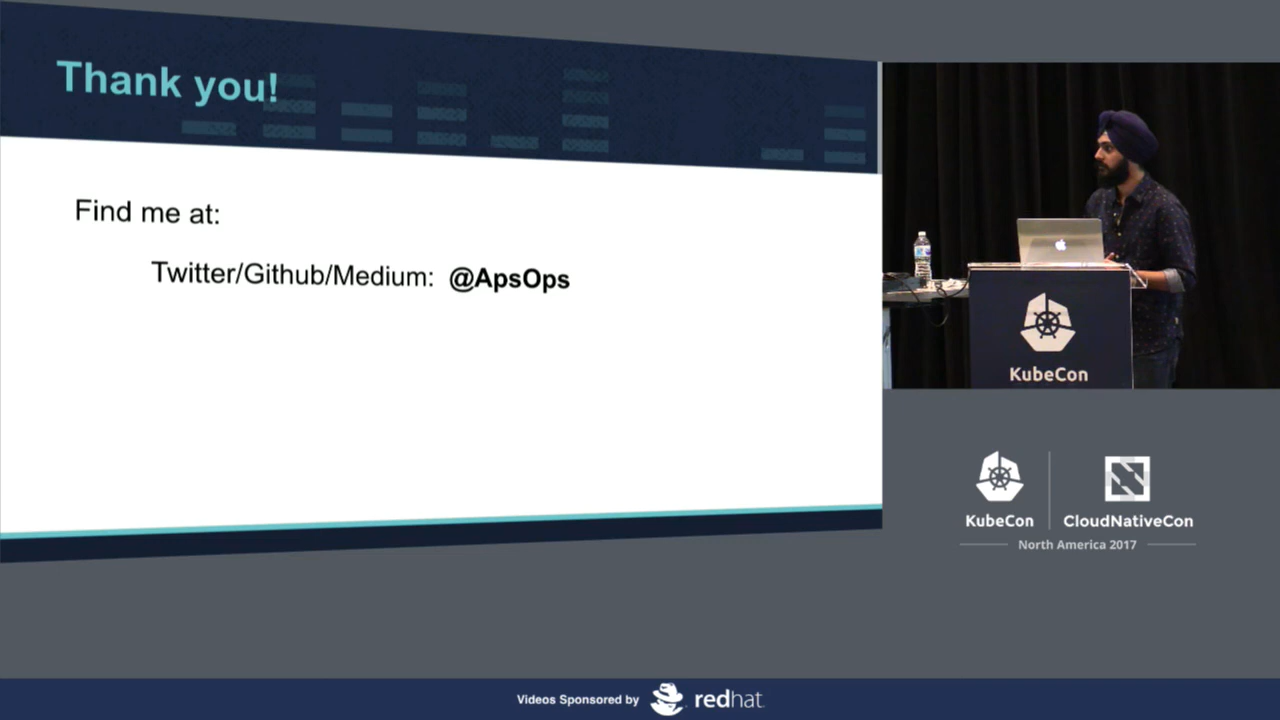 Thank you!
Find me at:
Twitter/Github/Medium: @ApsOps
KubeCon
KubeCon
CloudNativeCon
North America 2017
Videos Sponsored by redhat